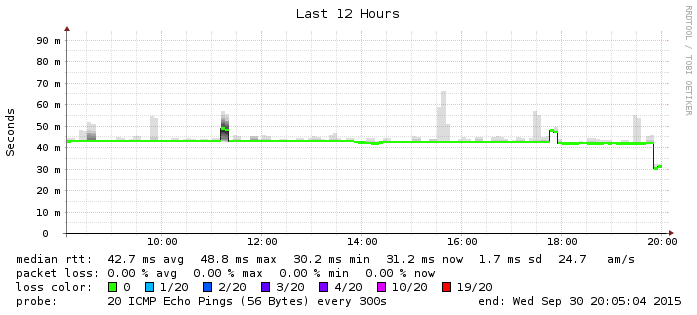 Last 12 Hours
RRDTOOL / TOBI OETIKER
Seconds
90 m
80 m
70 m
60 m
50 m
40 m
30 m
20 m
10 m
0
10:00 12:00 14:00 16:00 18:00 20:00
median rtt: 42.7 ms avg 48.8 ms max 30.2 ms min 31.2 ms now 1.7 ms sd 24.7 am/s
packet loss: 0.00 % avg 0.00 % max 0.00 % min 0.00 % now
loss color: 0 1/20 2/20 3/20 4/20 10/20 19/20
probe: 20 ICMP Echo Pings (56 Bytes) every 300s end: Wed Sep 30 20:05:04 2015